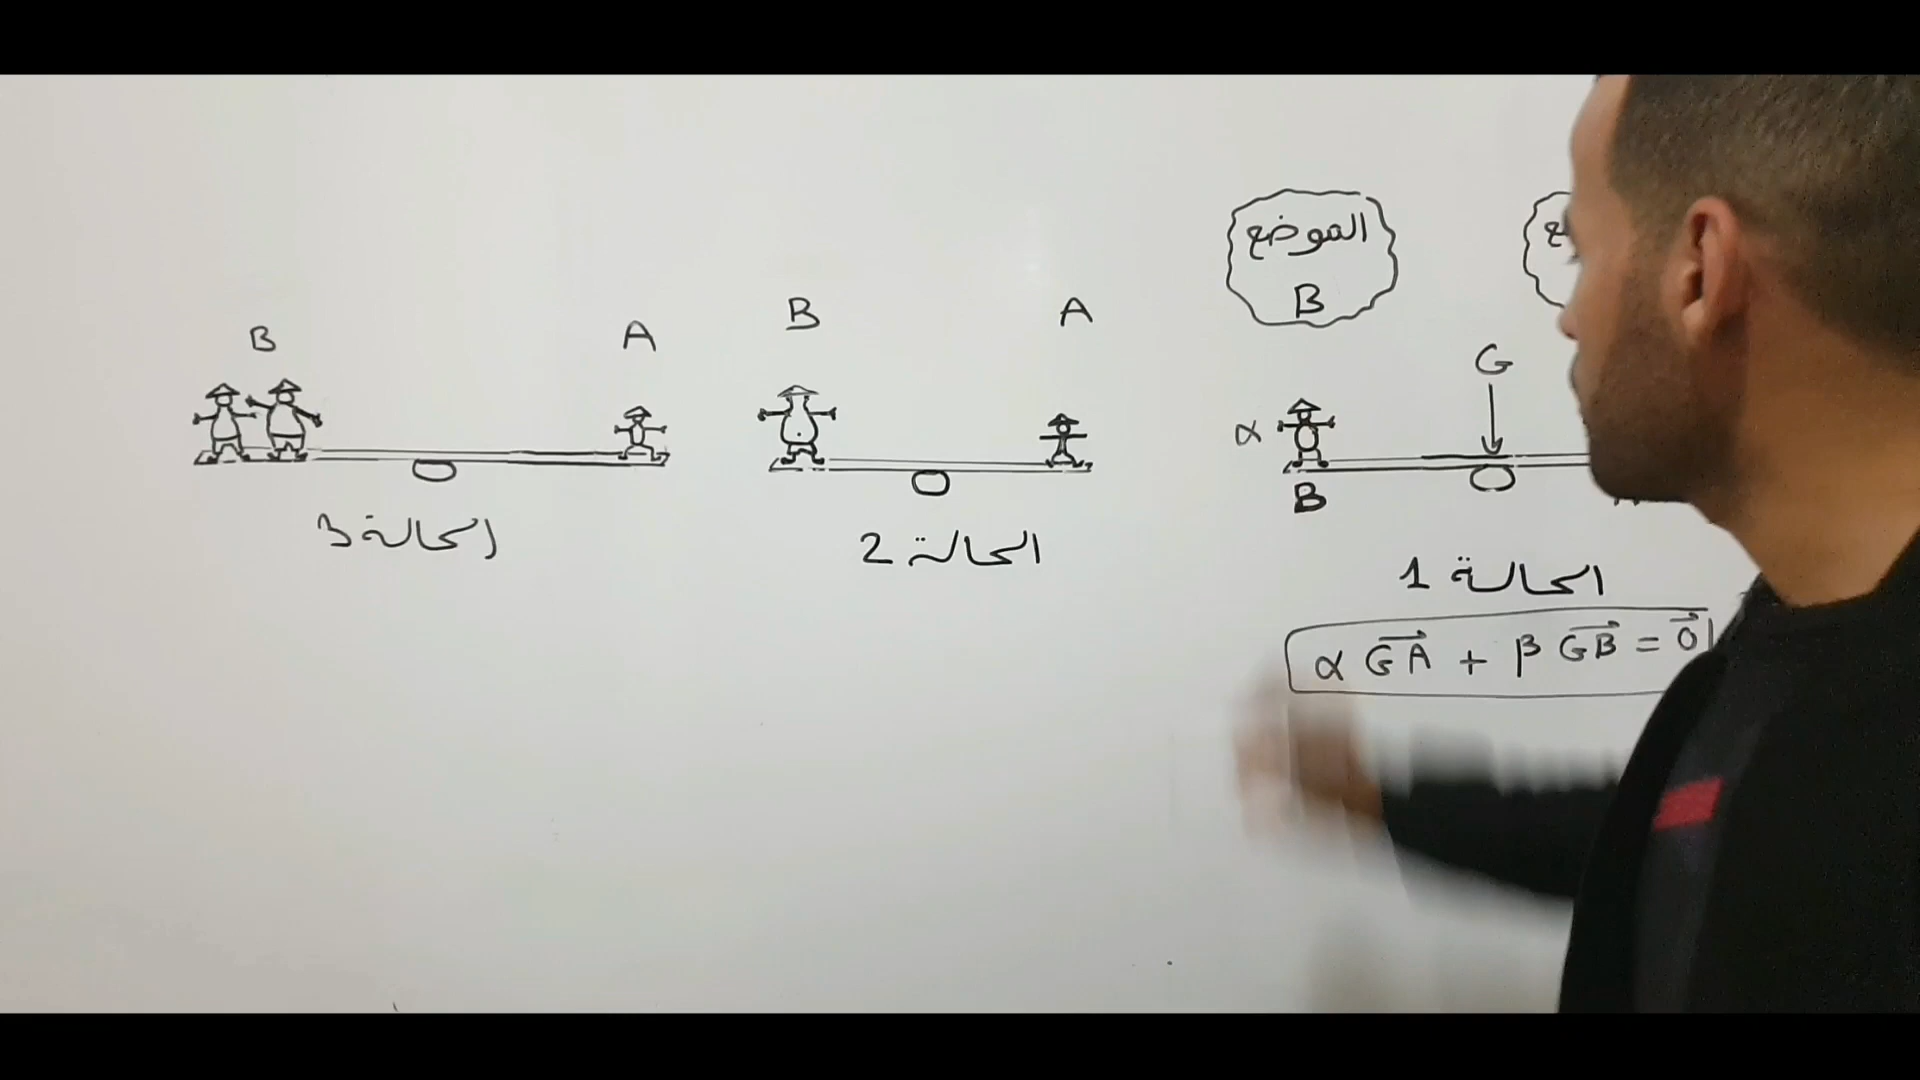 الموضع
B
G
α
B
الحالة 1
α GA + β GB = 0
B A
الحالة 2
B A
الحالة 3